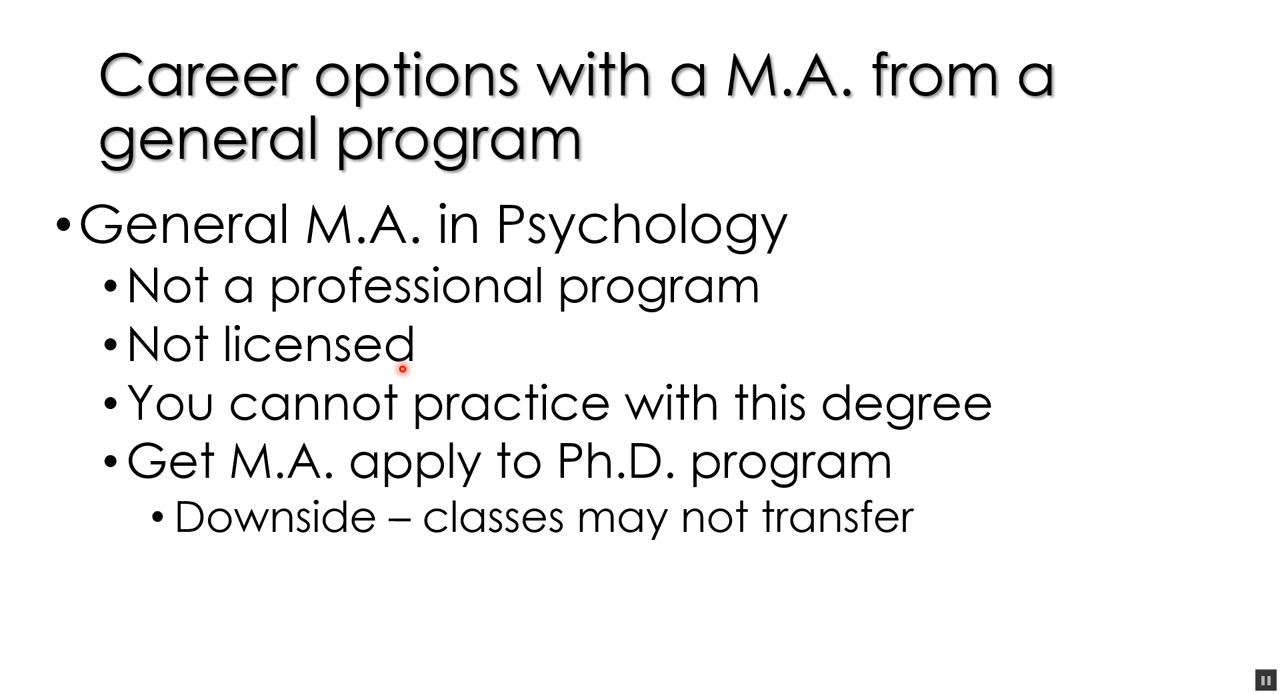 Career options with a M.A. from a
general program
•General M.A. in Psychology
•Not a professional program
•Not licensed
•You cannot practice with this degree
•Get M.A. apply to Ph.D. program
•Downside – classes may not transfer